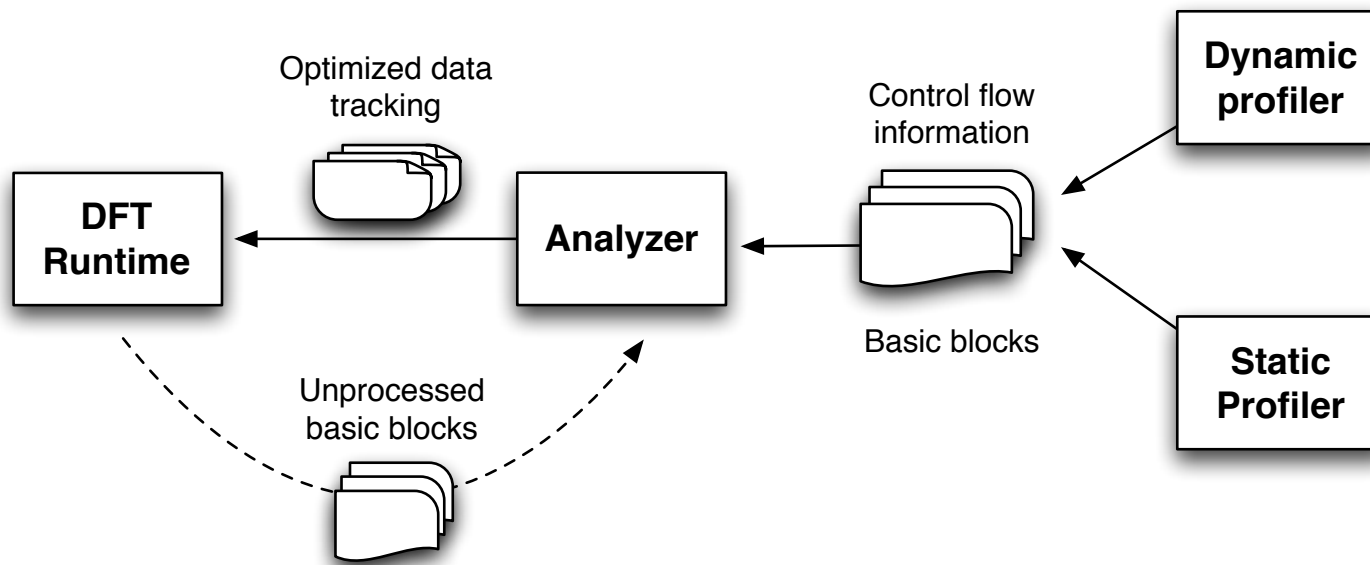 Optimized data
tracking
DFT
Runtime
Analyzer
Unprocessed
basic blocks
Control flow
information
Basic blocks
Dynamic
profiler
Static
Profiler